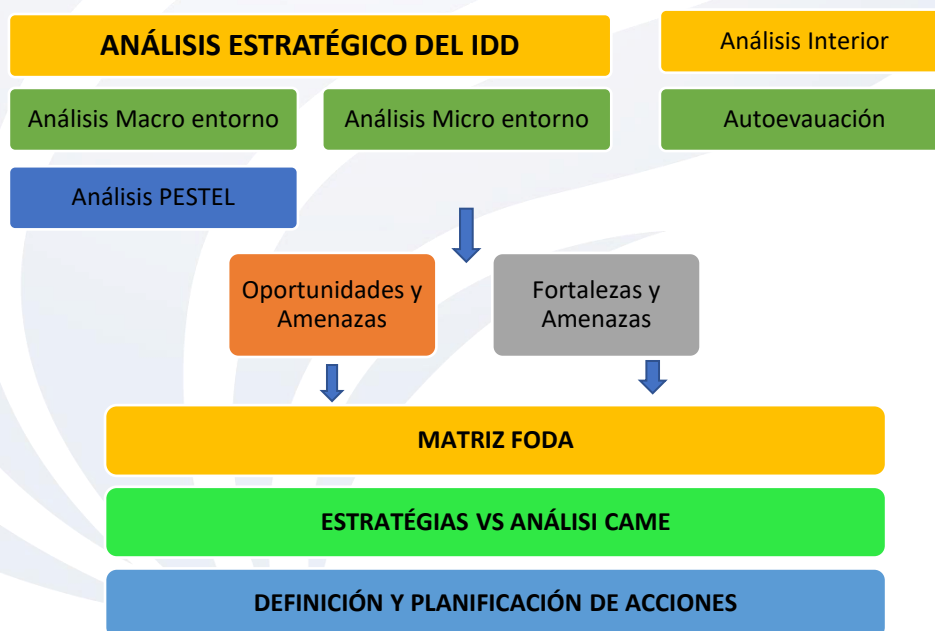 ANÁLISIS ESTRATÉGICO DEL IDD
Análisis Interior
Análisis Macro entorno
Análisis Micro entorno
Autoevauación
Análisis PESTEL
Oportunidades y
Amenazas
Fortalezas y
Amenazas
MATRIZ FODA
ESTRATÉGIAS VS ANÁLISI CAME
DEFINICIÓN Y PLANIFICACIÓN DE ACCIONES